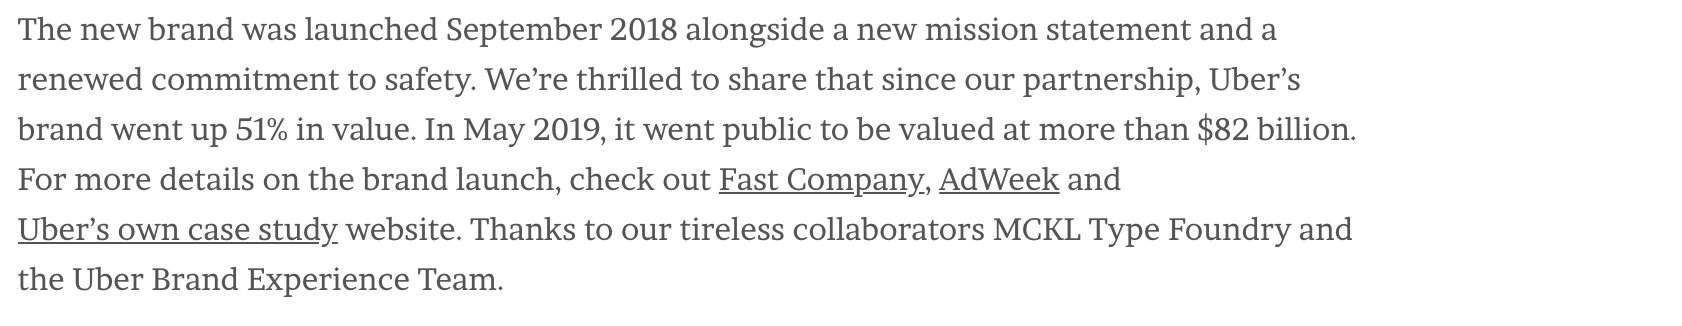 The new brand was launched September 2018 alongside a new mission statement and a
renewed commitment to safety. We’re thrilled to share that since our partnership, Uber’s
brand went up 51% in value. In May 2019, it went public to be valued at more than $82 billion.
For more details on the brand launch, check out Fast Company, AdWeek and
Uber’s own case study website. Thanks to our tireless collaborators MCKL Type Foundry and
the Uber Brand Experience Team.